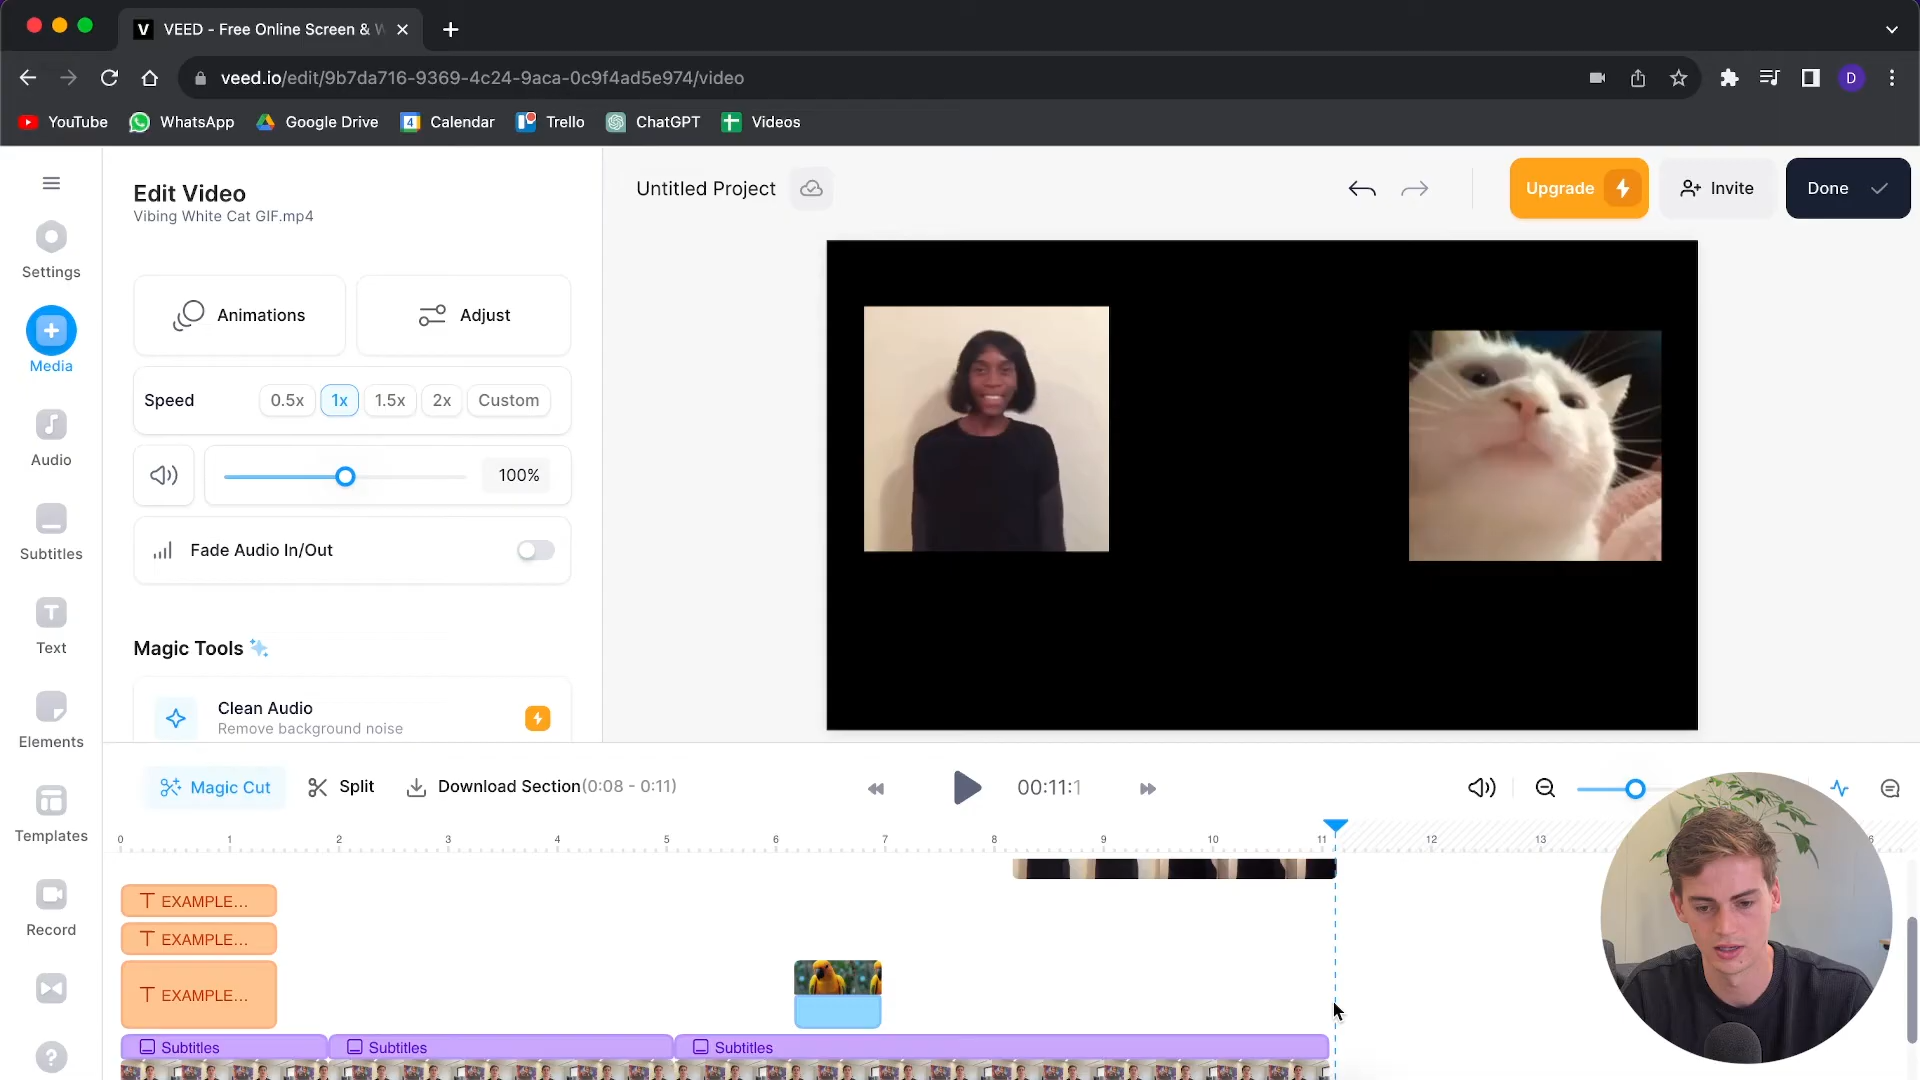 VEED - Free Online Screen & W
veed.io/edit/9b7da716-9369-4c24-9aca-0c9f4ad5e974/video
D
YouTube
WhatsApp
Google Drive
4
Calendar
Trello
ChatGPT
Videos
Settings
Media
Audio
Subtitles
Text
Elements
Templates
Record
Edit Video
Vibing White Cat GIF.mp4
Animations
Adjust
Speed
0.5x
1x
1.5x
2x
Custom
100%
Fade Audio In/Out
Magic Tools
Clean Audio
Remove background noise
Untitled Project
Upgrade
Invite
Done
Magic Cut
Split
Download Section(0:08 - 0:11)
00:11:1
0 1 2 3 4 5 6 7 8 9 10 11 12 13
T EXAMPLE...
T EXAMPLE...
T EXAMPLE...
Subtitles
Subtitles
Subtitles